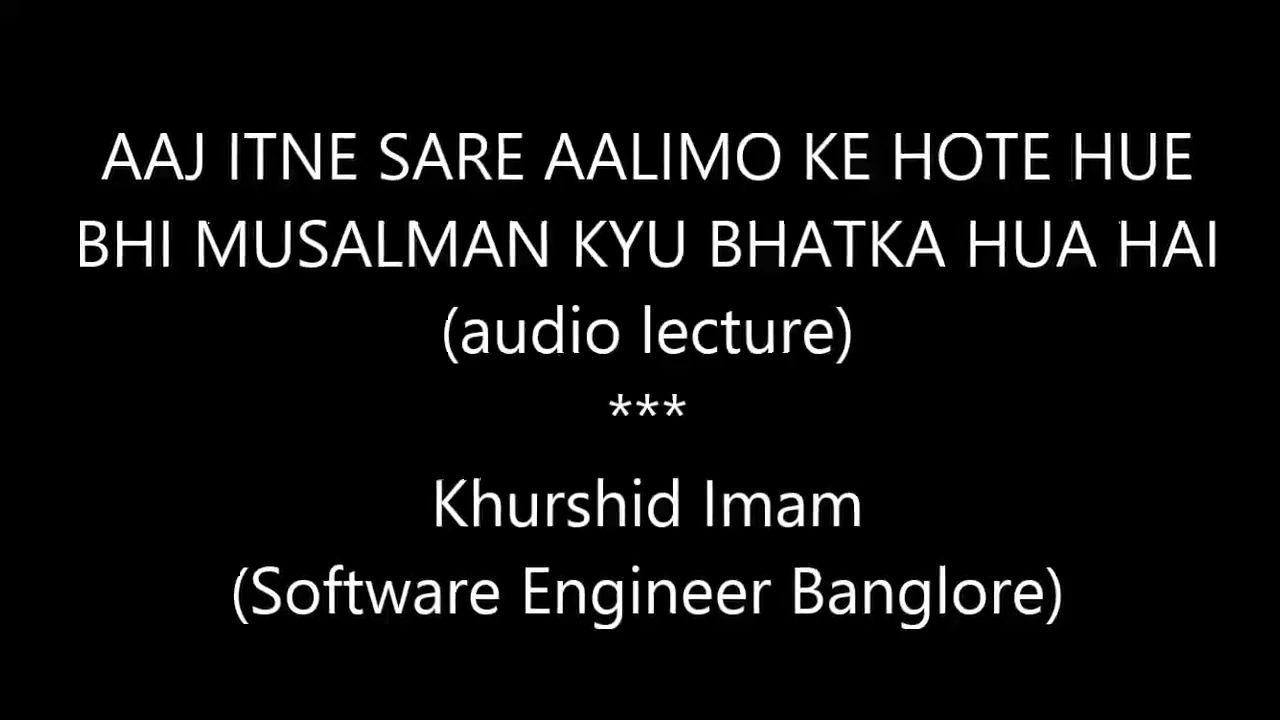 AAJ ITNE SARE AALIMO KE HOTE HUE
BHI MUSALMAN KYU BHATKA HUA HAI
(audio lecture)
***
Khurshid Imam
(Software Engineer Banglore)